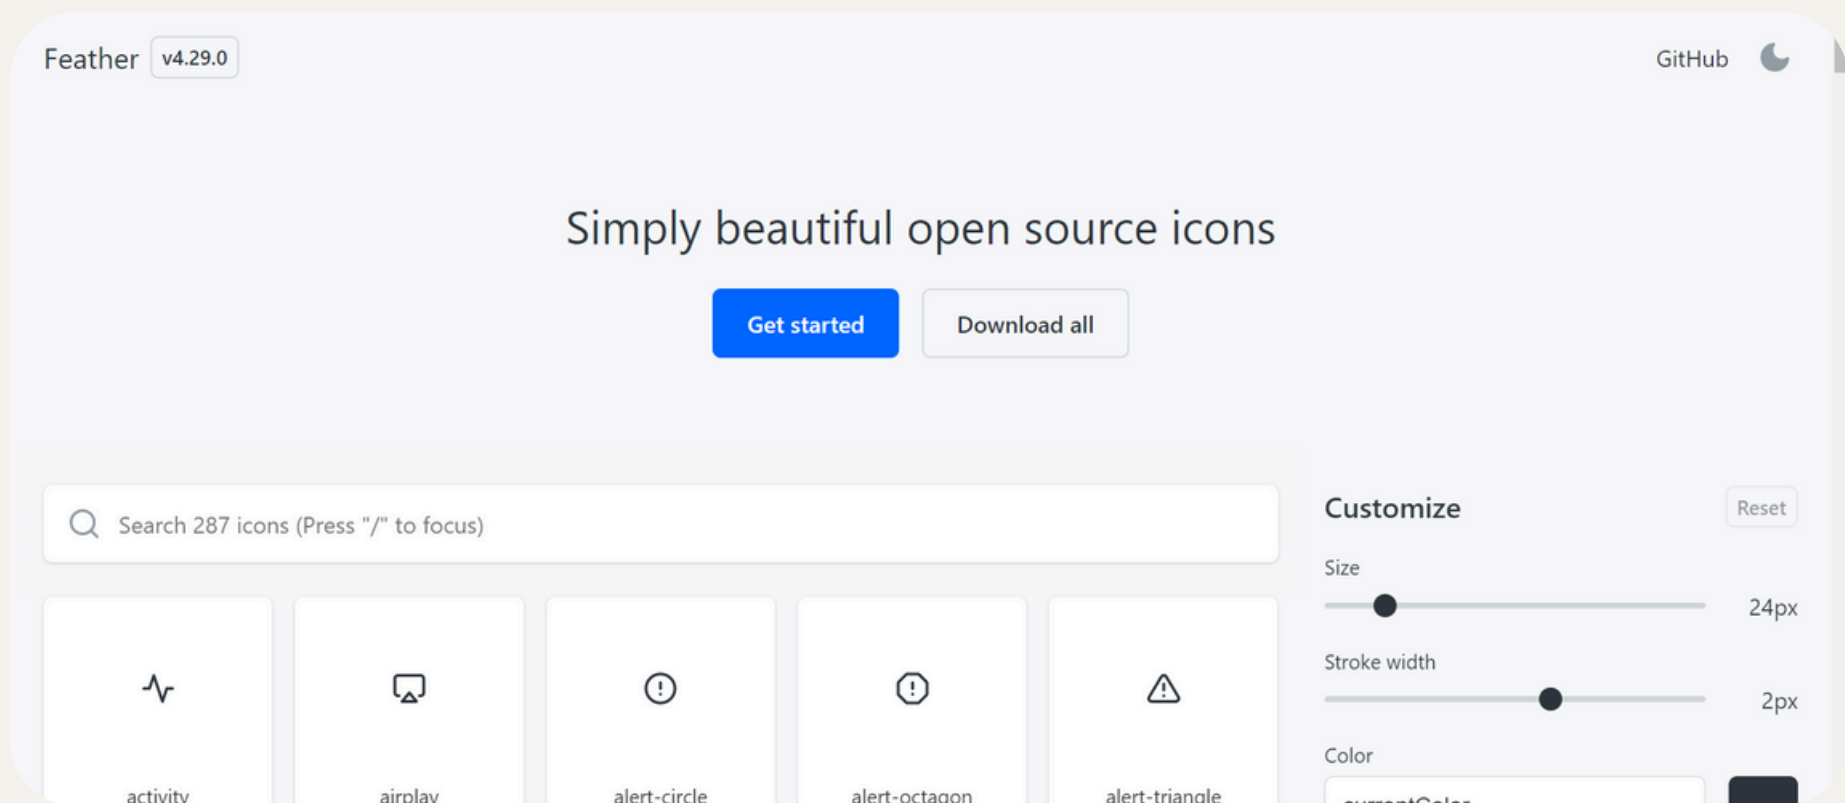 Feather v4.29.0 GitHub
Simply beautiful open source icons
Get started Download all
Search 287 icons (Press "/" to focus)
activity airplay alert-circle alert-octagon alert-triangle
Customize Reset
Size
24px
Stroke width
2px
Color
currentColor